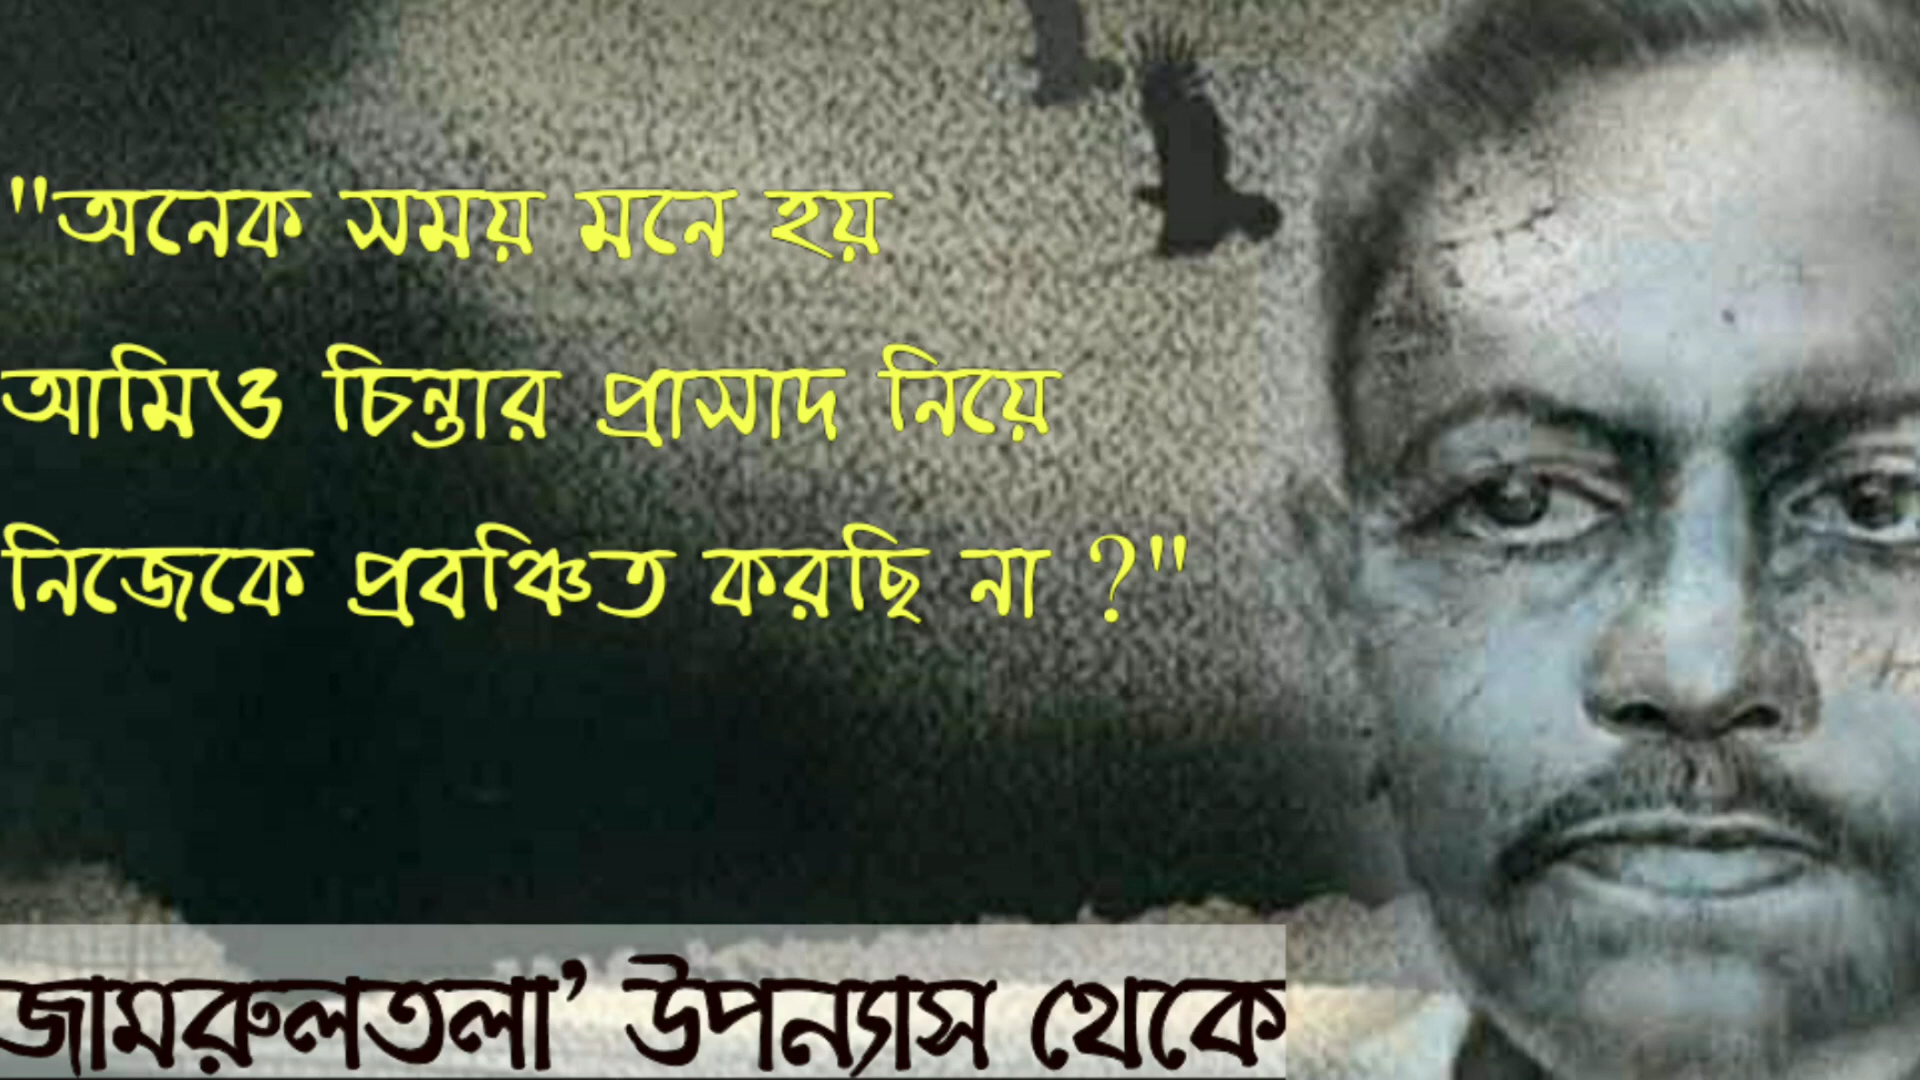 "অনেক সময় মনে হয়
আমিও চিন্তার প্রাসাদ নিয়ে
নিজেকে প্রবঞ্চিত করছি না ?"
জামরুলতলা’ উপন্যাস থেকে